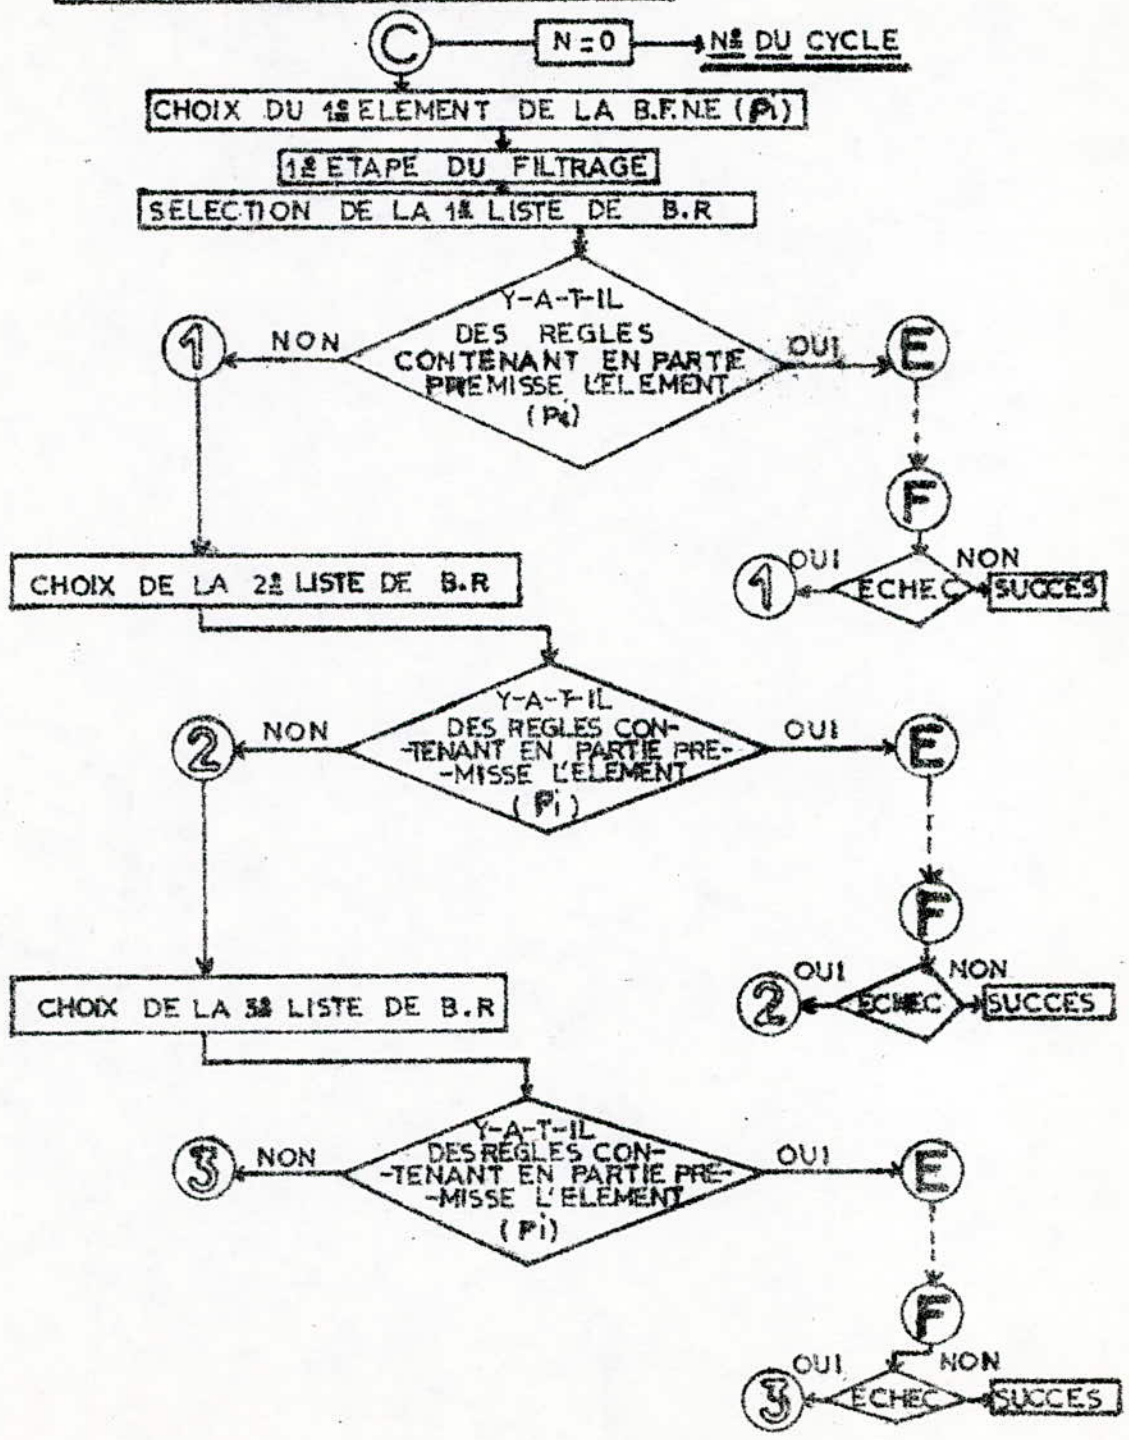 C N=0 Nº DU CYCLE
CHOIX DU 1º ELEMENT DE LA B.F.N.E (Pi)
1º ETAPE DU FILTRAGE
SELECTION DE LA 1º LISTE DE B.R
Y-A-T-IL
DES REGLES
CONTENANT EN PARTIE
PREMISSE L'ELEMENT
(Pi)
1 NON OUI E
F
CHOIX DE LA 2º LISTE DE B.R
OUI NON
1 ECHEC SUCCES
Y-A-T-IL
DES REGLES CON-
-TENANT EN PARTIE PRE-
-MISSE L'ELEMENT
(Pi)
2 NON OUI E
F
OUI NON
2 ECHEC SUCCES
CHOIX DE LA 3º LISTE DE B.R
Y-A-T-IL
DES REGLES CON-
-TENANT EN PARTIE PRE-
-MISSE L'ELEMENT
(Pi)
3 NON OUI E
F
OUI NON
3 ECHEC SUCCES